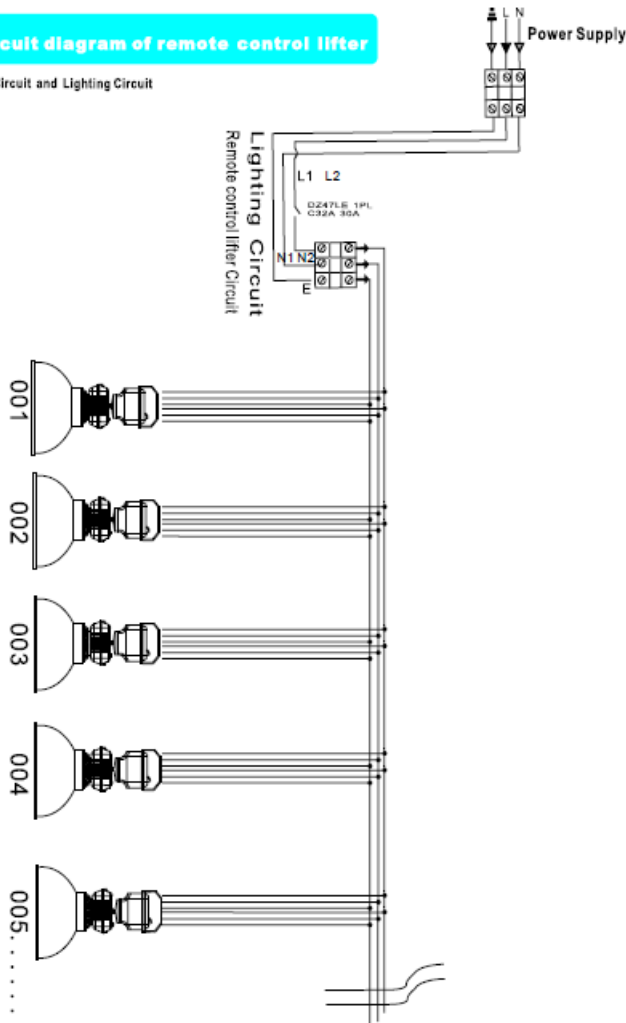 cuit diagram of remote control lifter
ircuit and Lighting Circuit
L N
Power Supply
Lighting Circuit
Remote control lifter Circuit
L1 L2
DZ47LE 1PL
C32A 30A
N1 N2
E
001
002
003
004
005......